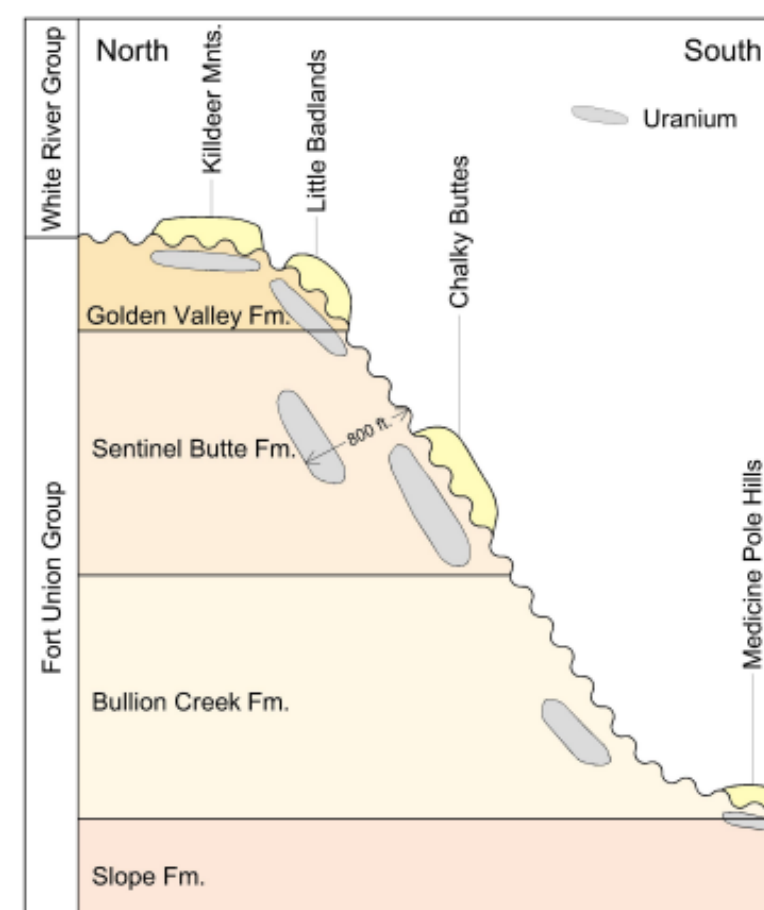 North
South
White River Group
Killdeer Mnts.
Little Badlands
Uranium
Chalky Buttes
Golden Valley Fm.
800 ft.
Sentinel Butte Fm.
Medicine Pole Hills
Fort Union Group
Bullion Creek Fm.
Slope Fm.